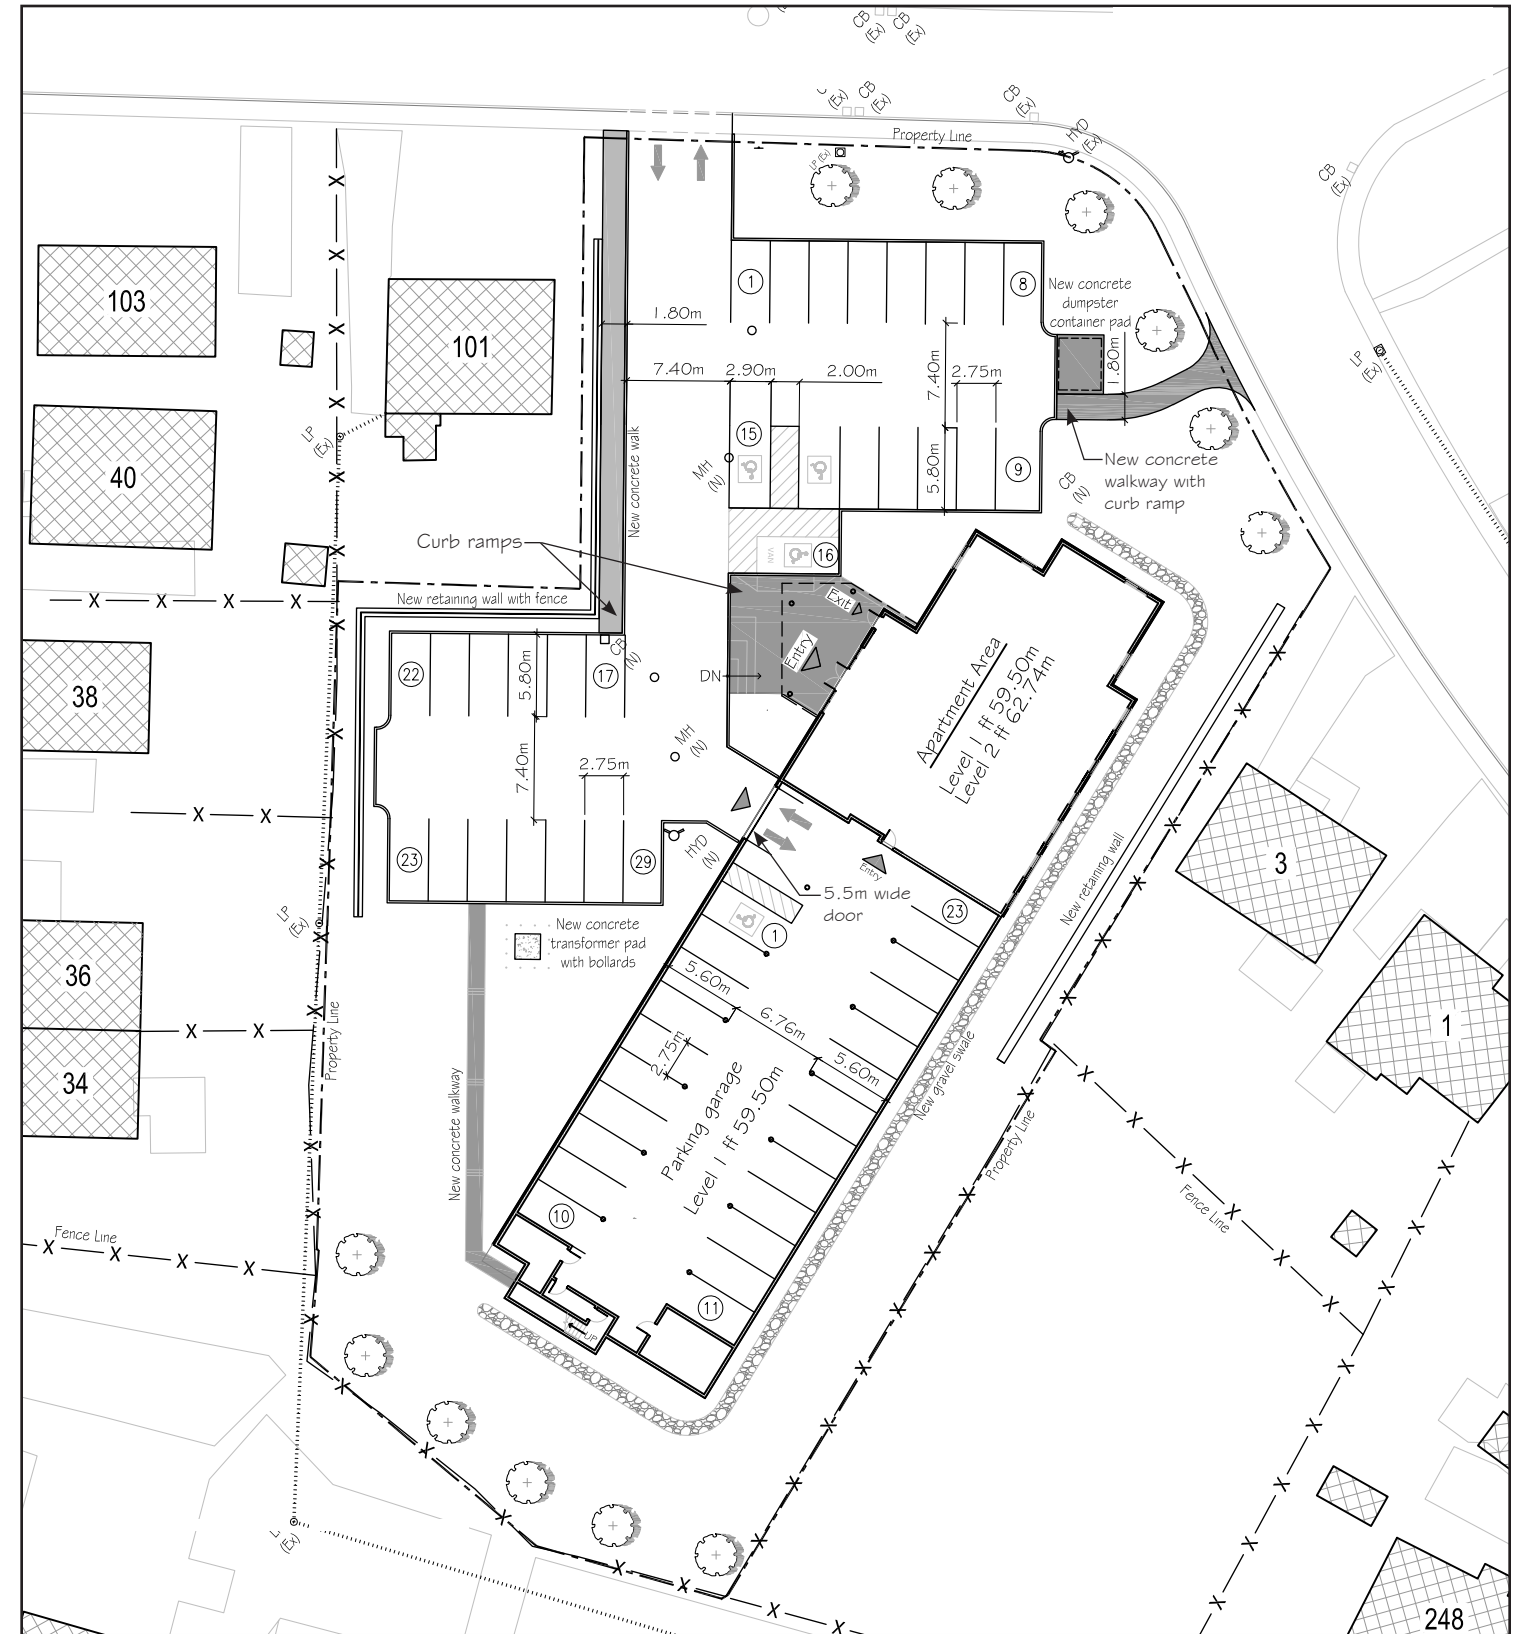 CB
(Ex)
CB
(Ex)
(Ex)
CB
(Ex)
CB
(Ex)
Property Line
HYD
(Ex)
LP (Ex)
CB
(Ex)
103
101
1
8
New concrete
dumpster
container pad
1.80m
7.40m
2.90m
2.00m
7.40m
2.75m
1.80m
LP
(Ex)
LP
(Ex)
40
15
MH
(N)
New concrete walk
5.80m
9
New concrete
walkway with
curb ramp
CB
(N)
Curb ramps
VAN
16
New retaining wall with fence
Exit
Entry
DN
CB
(N)
22
5.80m
17
38
Apartment Area
Level 1 ff 59.50m
Level 2 ff 62.74m
MH
(N)
7.40m
2.75m
23
29
HYD
(N)
Entry
5.5m wide
door
New retaining wall
3
LP
(Ex)
New concrete
transformer pad
with bollards
1
23
36
5.60m
6.76m
5.60m
2.75m
1
Property Line
34
New concrete walkway
Parking garage
Level 1 ff 59.50m
New gravel swale
Property Line
Fence Line
Fence Line
10
11
UP
(Ex)
248